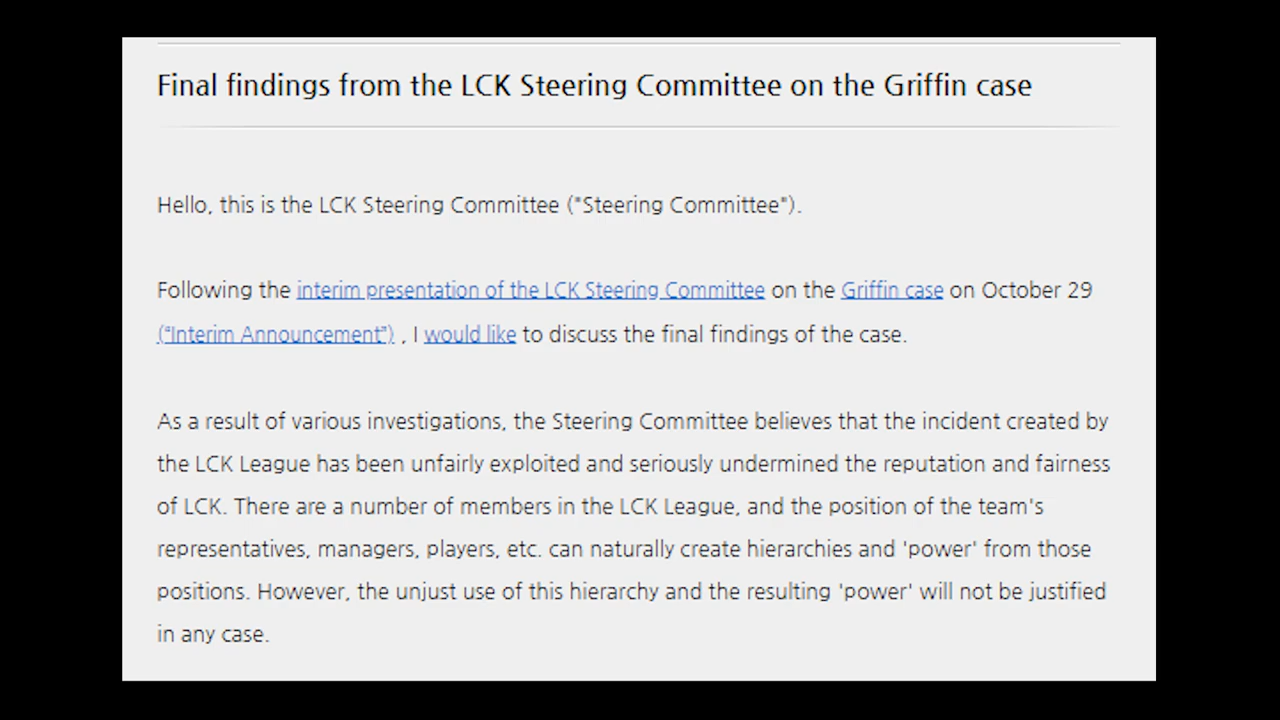 Final findings from the LCK Steering Committee on the Griffin case
Hello, this is the LCK Steering Committee ("Steering Committee").
Following the interim presentation of the LCK Steering Committee on the Griffin case on October 29
("Interim Announcement") , I would like to discuss the final findings of the case.
As a result of various investigations, the Steering Committee believes that the incident created by
the LCK League has been unfairly exploited and seriously undermined the reputation and fairness
of LCK. There are a number of members in the LCK League, and the position of the team's
representatives, managers, players, etc. can naturally create hierarchies and 'power' from those
positions. However, the unjust use of this hierarchy and the resulting 'power' will not be justified
in any case.